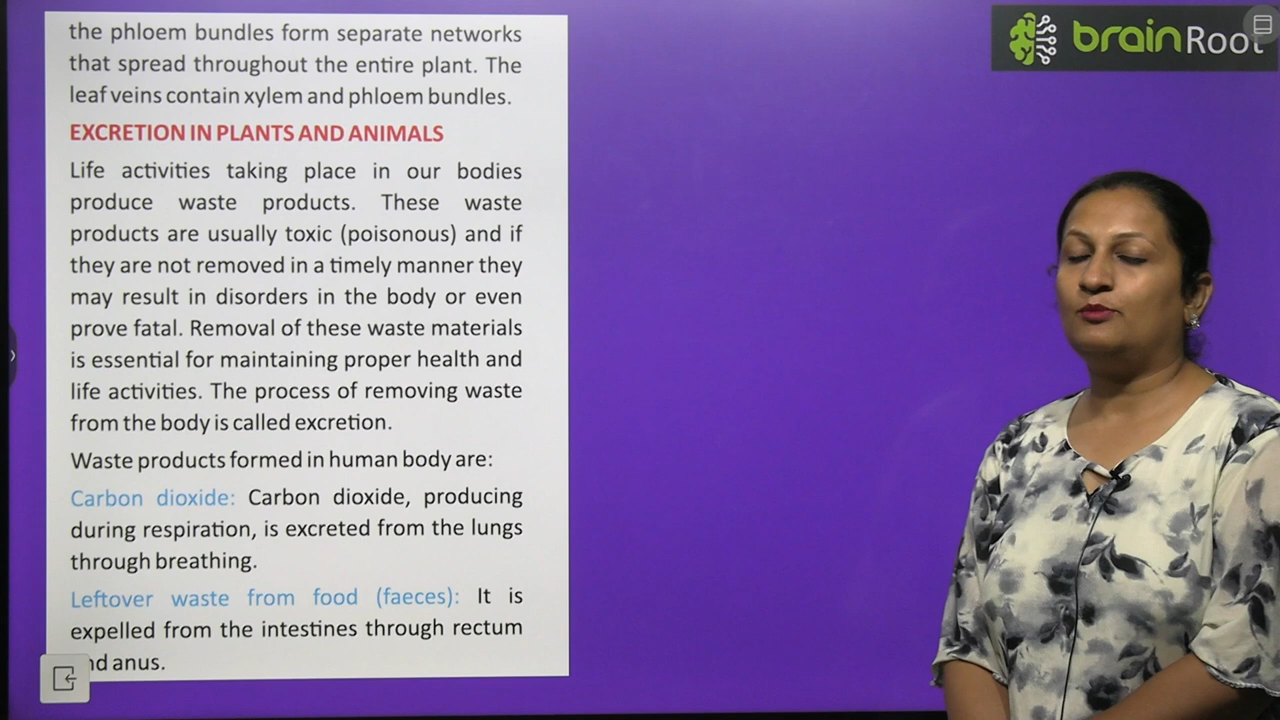 the phloem bundles form separate networks
that spread throughout the entire plant. The
leaf veins contain xylem and phloem bundles.
EXCRETION IN PLANTS AND ANIMALS
Life activities taking place in our bodies
produce waste products. These waste
products are usually toxic (poisonous) and if
they are not removed in a timely manner they
may result in disorders in the body or even
prove fatal. Removal of these waste materials
is essential for maintaining proper health and
life activities. The process of removing waste
from the body is called excretion.
Waste products formed in human body are:
Carbon dioxide: Carbon dioxide, producing
during respiration, is excreted from the lungs
through breathing.
Leftover waste from food (faeces): It is
expelled from the intestines through rectum
nd anus.
brain Root